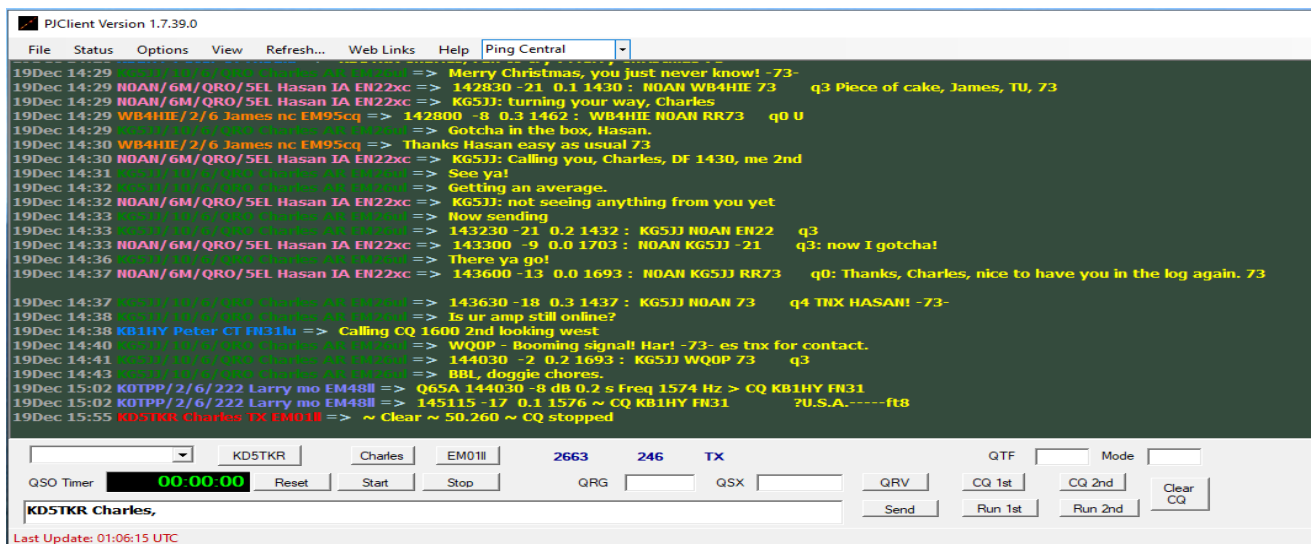 PJClient Version 1.7.39.0
File Status Options View Refresh... Web Links Help Ping Central
19Dec 14:29 KG5JJ/10/6/QRO Charles AR EM26ul => Merry Christmas, you just never know! -73-
19Dec 14:29 N0AN/6M/QRO/5EL Hasan IA EN22xc => 142830 -21 0.1 1430 : N0AN WB4HIE 73 q3 Piece of cake, James, TU, 73
19Dec 14:29 N0AN/6M/QRO/5EL Hasan IA EN22xc => KG5JJ: turning your way, Charles
19Dec 14:29 WB4HIE/2/6 James nc EM95cq => 142800 -8 0.3 1462 : WB4HIE N0AN RR73 q0 U
19Dec 14:29 KG5JJ/10/6/QRO Charles AR EM26ul => Gotcha in the box, Hasan.
19Dec 14:30 WB4HIE/2/6 James nc EM95cq => Thanks Hasan easy as usual 73
19Dec 14:30 N0AN/6M/QRO/5EL Hasan IA EN22xc => KG5JJ: Calling you, Charles, DF 1430, me 2nd
19Dec 14:31 KG5JJ/10/6/QRO Charles AR EM26ul => See ya!
19Dec 14:32 KG5JJ/10/6/QRO Charles AR EM26ul => Getting an average.
19Dec 14:32 N0AN/6M/QRO/5EL Hasan IA EN22xc => KG5JJ: not seeing anything from you yet
19Dec 14:33 KG5JJ/10/6/QRO Charles AR EM26ul => Now sending
19Dec 14:33 KG5JJ/10/6/QRO Charles AR EM26ul => 143230 -21 0.2 1432 : KG5JJ N0AN EN22 q3
19Dec 14:33 N0AN/6M/QRO/5EL Hasan IA EN22xc => 143300 -9 0.0 1703 : N0AN KG5JJ -21 q3: now I gotcha!
19Dec 14:36 KG5JJ/10/6/QRO Charles AR EM26ul => There ya go!
19Dec 14:37 N0AN/6M/QRO/5EL Hasan IA EN22xc => 143600 -13 0.0 1693 : N0AN KG5JJ RR73 q0: Thanks, Charles, nice to have you in the log again. 73
19Dec 14:37 KG5JJ/10/6/QRO Charles AR EM26ul => 143630 -18 0.3 1437 : KG5JJ N0AN 73 q4 TNX HASAN! -73-
19Dec 14:38 KG5JJ/10/6/QRO Charles AR EM26ul => Is ur amp still online?
19Dec 14:38 KB1HY Peter CT FN31lu => Calling CQ 1600 2nd looking west
19Dec 14:40 KG5JJ/10/6/QRO Charles AR EM26ul => WQ0P - Booming signal! Har! -73- es tnx for contact.
19Dec 14:41 KG5JJ/10/6/QRO Charles AR EM26ul => 144030 -2 0.2 1693 : KG5JJ WQ0P 73 q3
19Dec 14:43 KG5JJ/10/6/QRO Charles AR EM26ul => BBL, doggie chores.
19Dec 15:02 K0TPP/2/6/222 Larry mo EM48ll => Q65A 144030 -8 dB 0.2 s Freq 1574 Hz > CQ KB1HY FN31
19Dec 15:02 K0TPP/2/6/222 Larry mo EM48ll => 145115 -17 0.1 1576 ~ CQ KB1HY FN31 ?U.S.A.-----ft8
19Dec 15:55 KD5TKR Charles TX EM01ll => ~ Clear ~ 50.260 ~ CQ stopped
KD5TKR Charles EM01ll 2663 246 TX QTF Mode
QSO Timer 00:00:00 Reset Start Stop QRG QSX QRV CQ 1st CQ 2nd Clear CQ
KD5TKR Charles, Send Run 1st Run 2nd
Last Update: 01:06:15 UTC